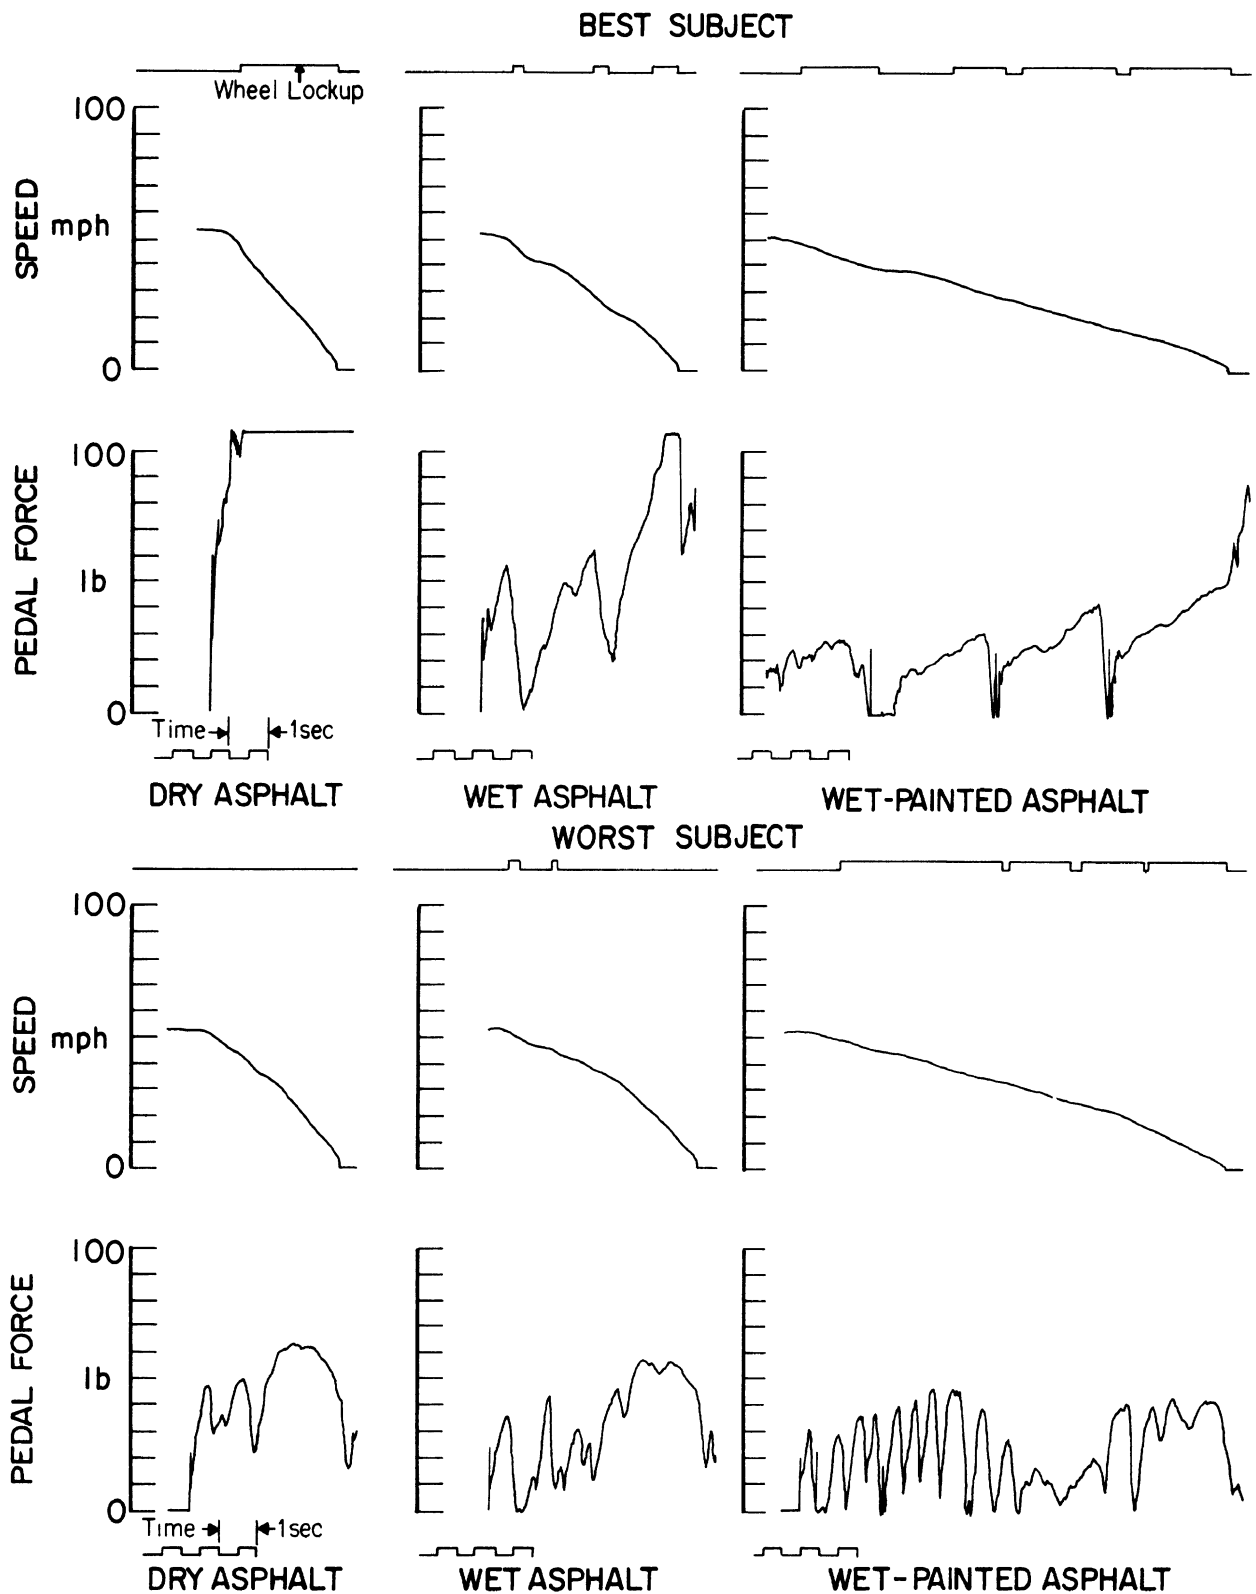 BEST SUBJECT
Wheel Lockup
100
SPEED
mph
0
100
PEDAL FORCE
lb
0
Time
1sec
DRY ASPHALT
WET ASPHALT
WET-PAINTED ASPHALT
WORST SUBJECT
100
SPEED
mph
0
100
PEDAL FORCE
lb
0
Time
1sec
DRY ASPHALT
WET ASPHALT
WET-PAINTED ASPHALT